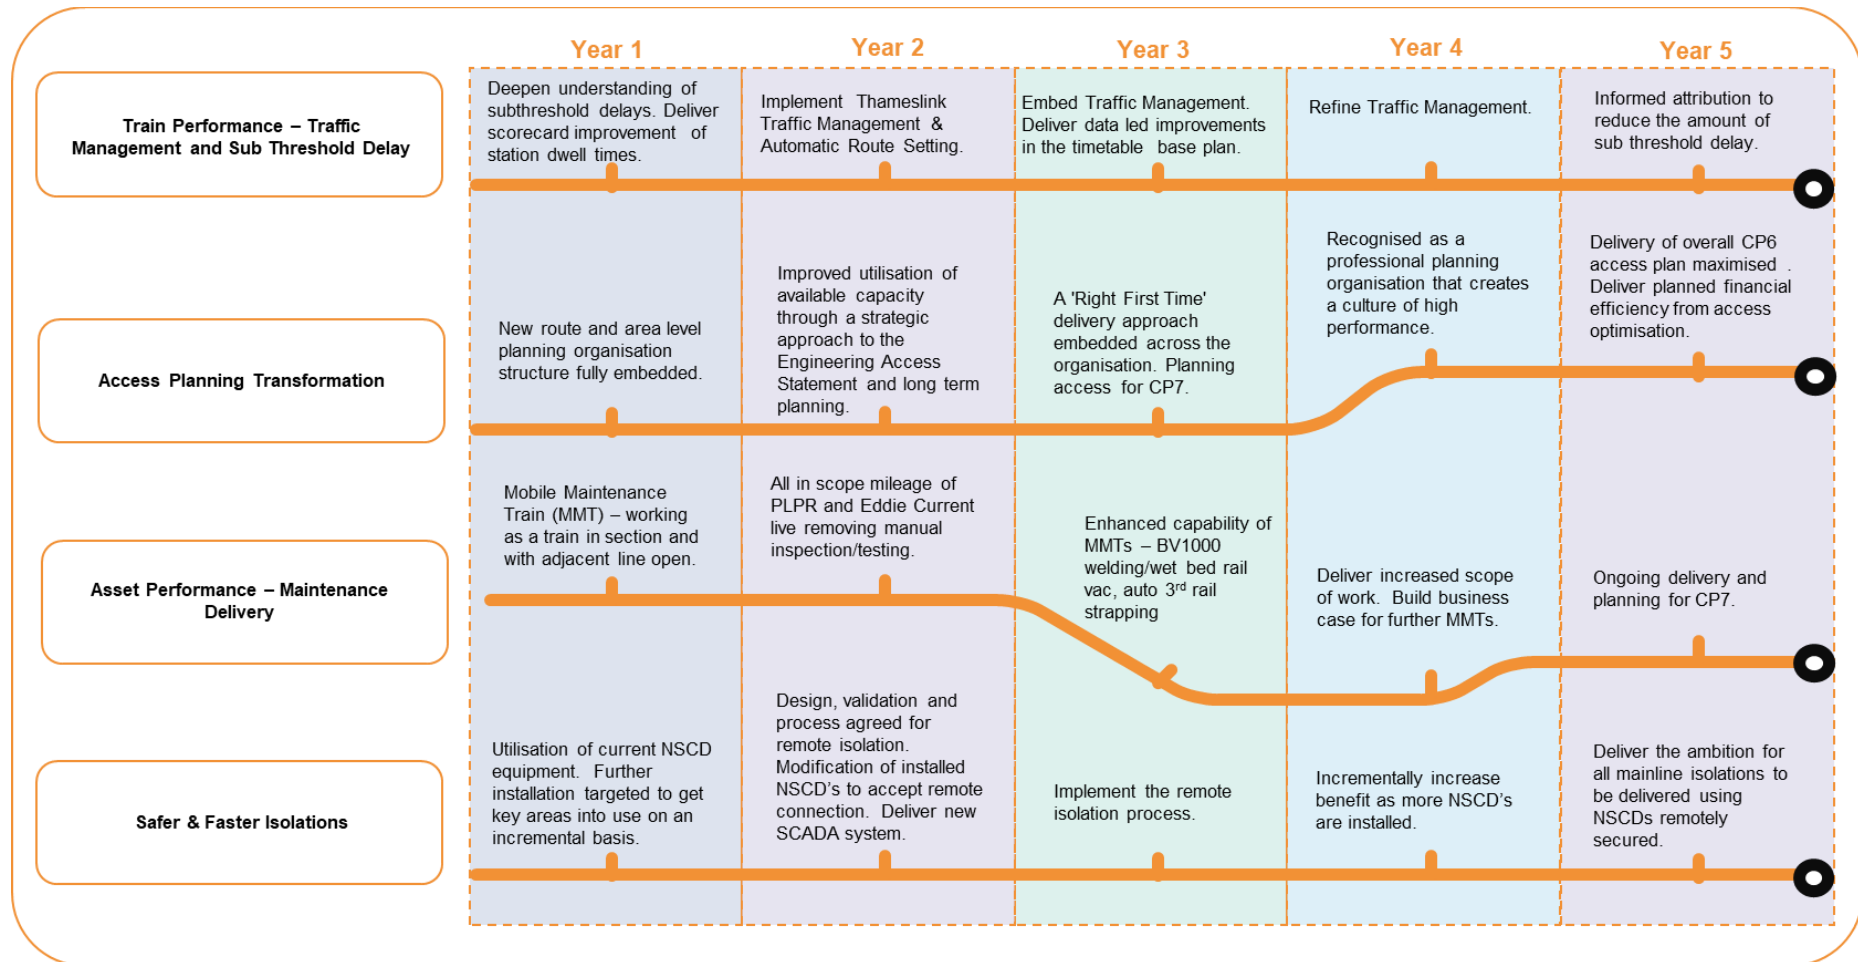 Year 1
Year 2
Year 3
Year 4
Year 5
Train Performance – Traffic
Management and Sub Threshold Delay
Deepen understanding of
subthreshold delays. Deliver
scorecard improvement of
station dwell times.
Implement Thameslink
Traffic Management &
Automatic Route Setting.
Embed Traffic Management.
Deliver data led improvements
in the timetable base plan.
Refine Traffic Management.
Informed attribution to
reduce the amount of
sub threshold delay.
Access Planning Transformation
New route and area level
planning organisation
structure fully embedded.
Improved utilisation of
available capacity
through a strategic
approach to the
Engineering Access
Statement and long term
planning.
A 'Right First Time'
delivery approach
embedded across the
organisation. Planning
access for CP7.
Recognised as a
professional planning
organisation that creates
a culture of high
performance.
Delivery of overall CP6
access plan maximised .
Deliver planned financial
efficiency from access
optimisation.
Asset Performance – Maintenance
Delivery
Mobile Maintenance
Train (MMT) – working
as a train in section and
with adjacent line open.
All in scope mileage of
PLPR and Eddie Current
live removing manual
inspection/testing.
Enhanced capability of
MMTs – BV1000
welding/wet bed rail
vac, auto 3rd rail
strapping
Deliver increased scope
of work. Build business
case for further MMTs.
Ongoing delivery and
planning for CP7.
Safer & Faster Isolations
Utilisation of current NSCD
equipment. Further
installation targeted to get
key areas into use on an
incremental basis.
Design, validation and
process agreed for
remote isolation.
Modification of installed
NSCD's to accept remote
connection. Deliver new
SCADA system.
Implement the remote
isolation process.
Incrementally increase
benefit as more NSCD's
are installed.
Deliver the ambition for
all mainline isolations to
be delivered using
NSCDs remotely
secured.